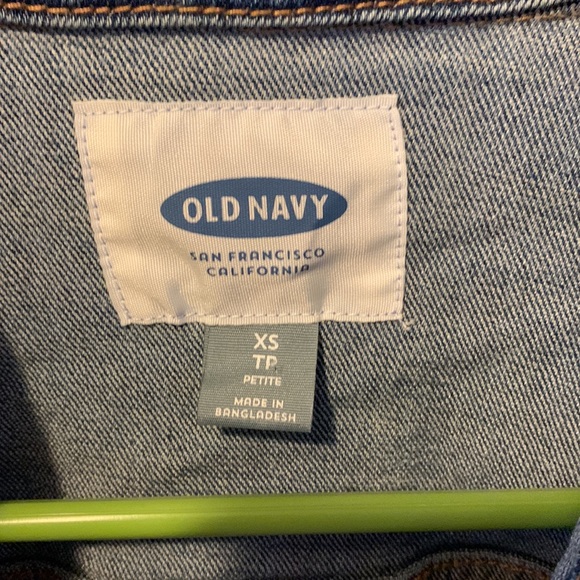 OLD NAVY
SAN FRANCISCO
CALIFORNIA
XS
TP
PETITE
MADE IN
BANGLADESH